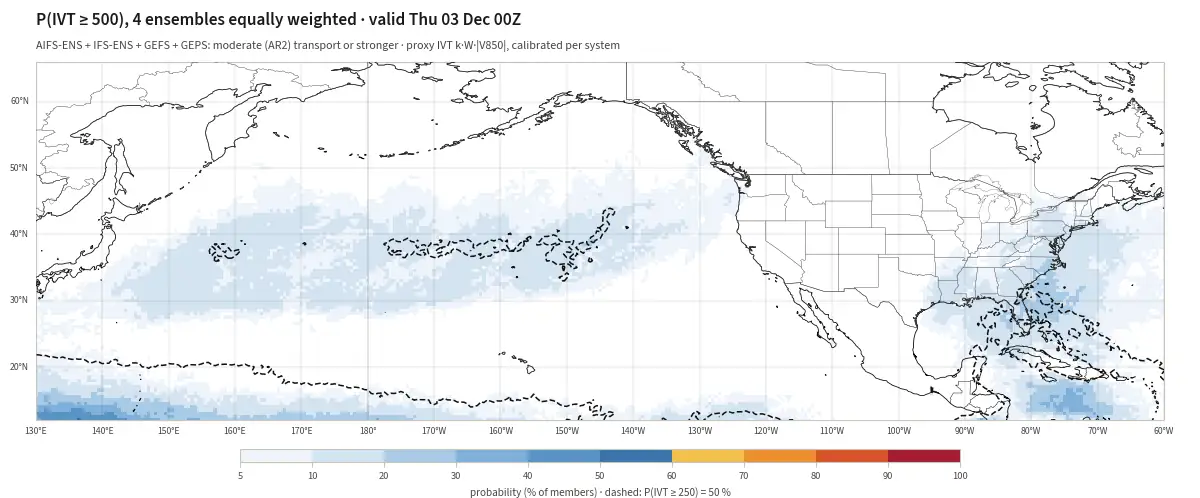 P(IVT ≥ 500), 4 ensembles equally weighted · valid Thu 03 Dec 00Z
AIFS-ENS + IFS-ENS + GEFS + GEPS: moderate (AR2) transport or stronger · proxy IVT k·W·|V850|, calibrated per system
60°N
50°N
40°N
30°N
20°N
130°E 140°E 150°E 160°E 170°E 180° 170°W 160°W 150°W 140°W 130°W 120°W 110°W 100°W 90°W 80°W 70°W 60°W
5 10 20 30 40 50 60 70 80 90 100
probability (% of members) · dashed: P(IVT ≥ 250) = 50 %